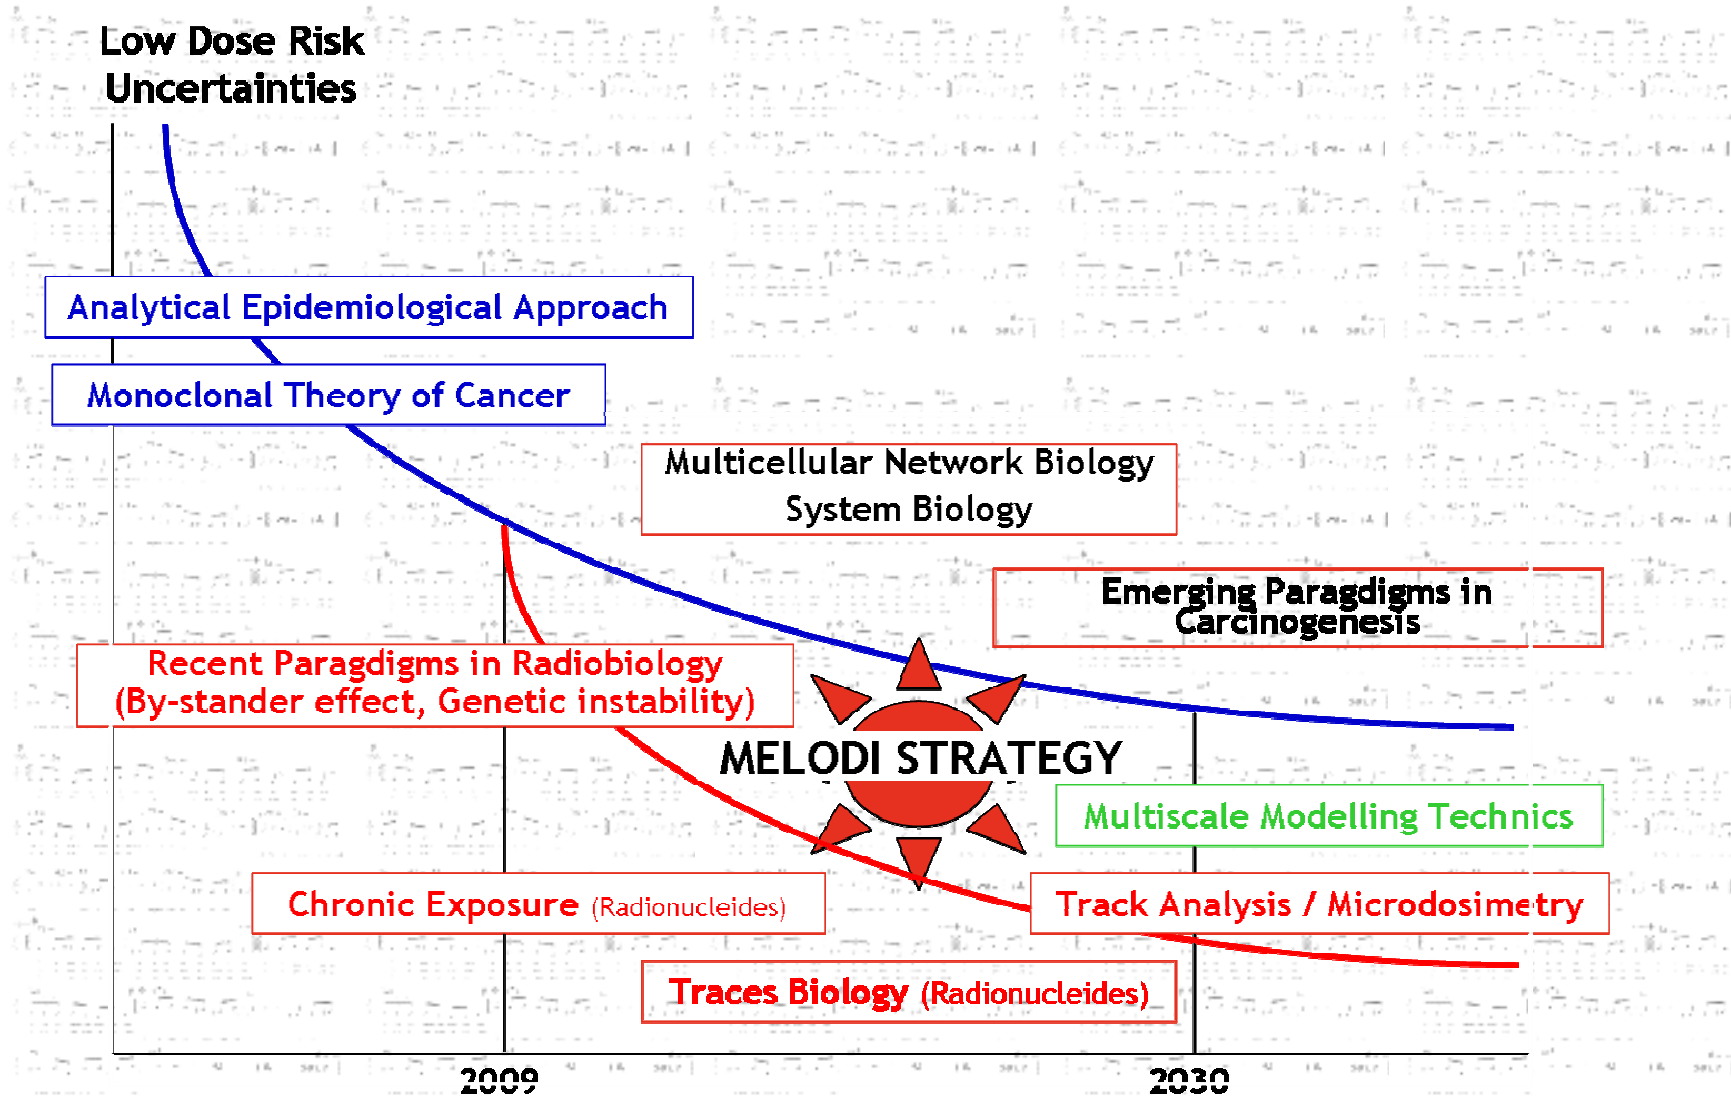 Low Dose Risk
Uncertainties
Analytical Epidemiological Approach
Monoclonal Theory of Cancer
Multicellular Network Biology
System Biology
Emerging Paragdigms in
Carcinogenesis
Recent Paragdigms in Radiobiology
(By-stander effect, Genetic instability)
MELODI STRATEGY
Multiscale Modelling Technics
Chronic Exposure (Radionucleides)
Track Analysis / Microdosimetry
Traces Biology (Radionucleides)
2009
2030